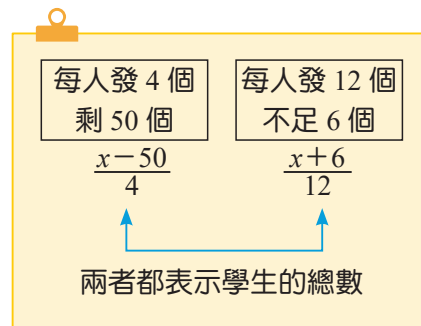 每人發 4 個
剩 50 個
x－50
4
每人發 12 個
不足 6 個
x＋6
12
兩者都表示學生的總數